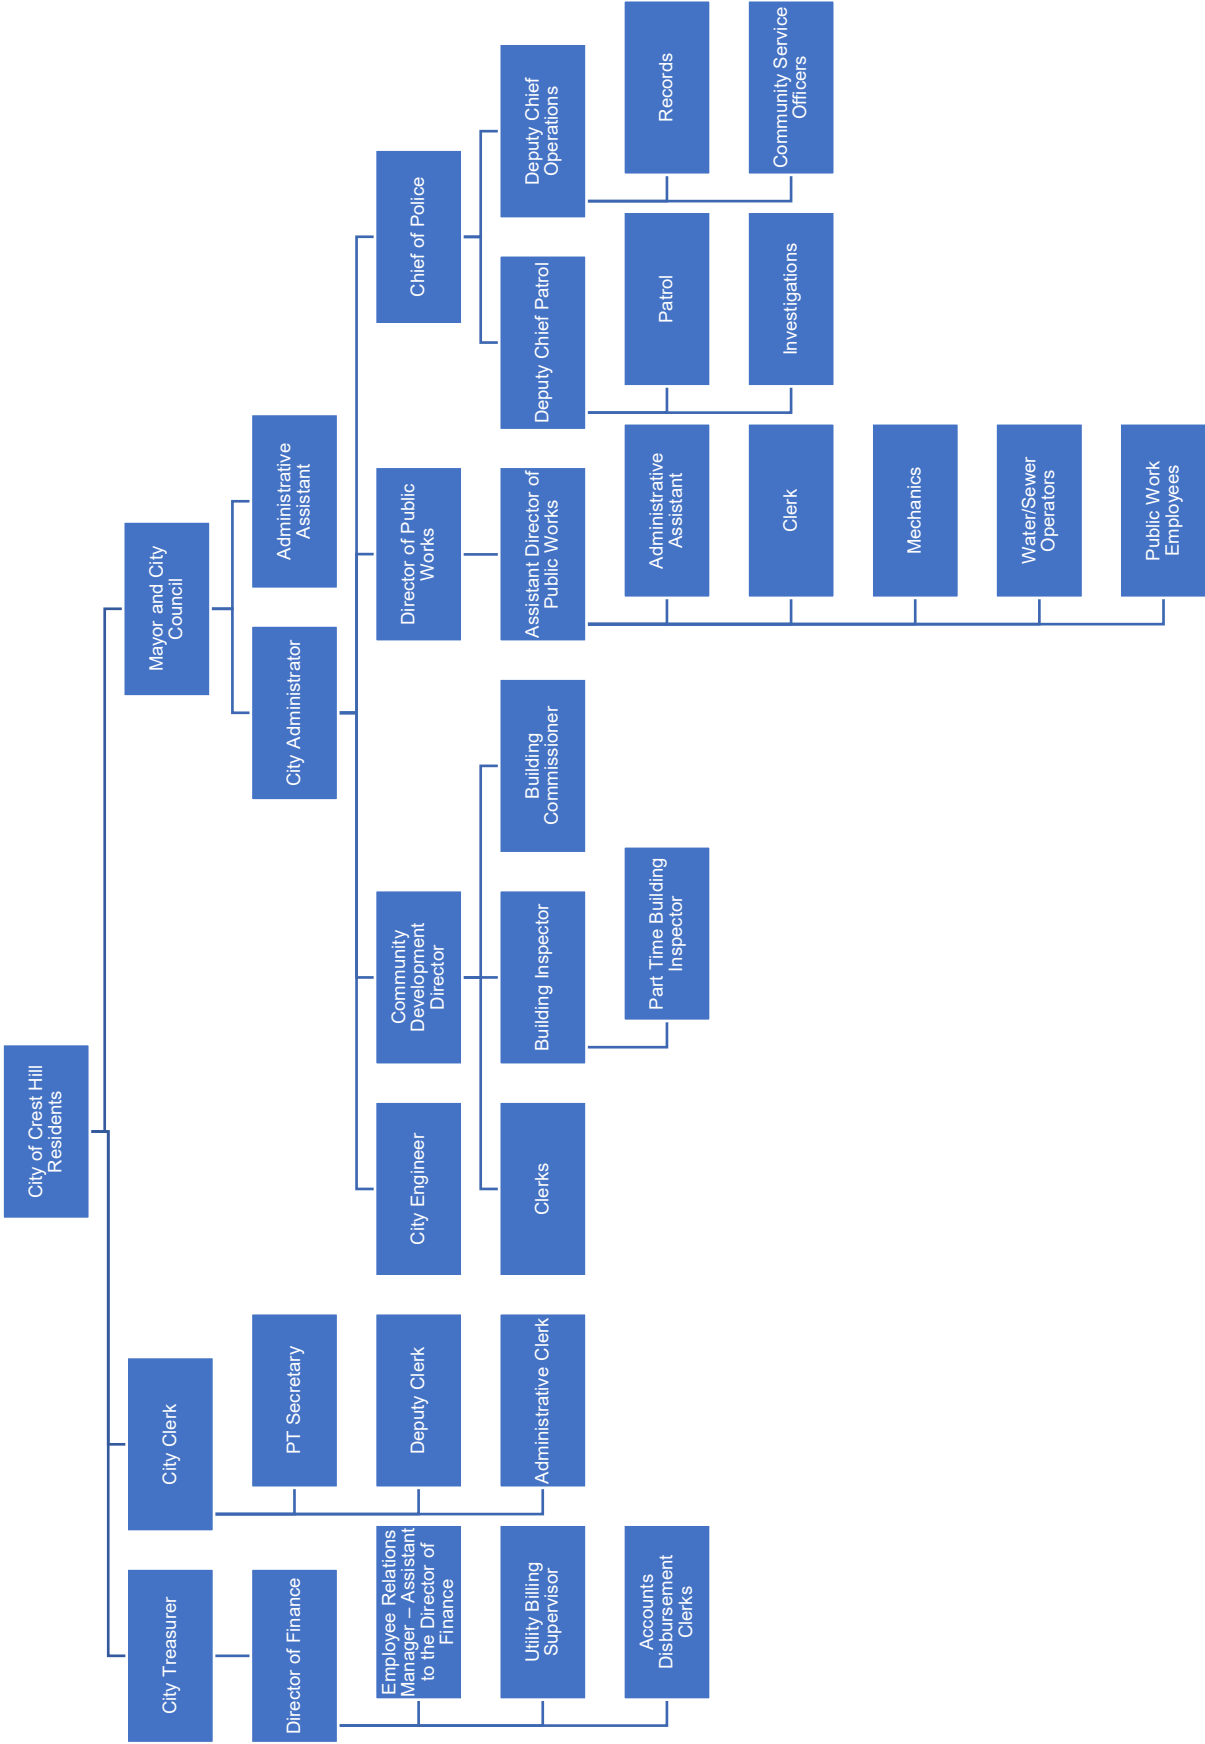 City of Crest Hill
Residents
City Treasurer
City Clerk
Mayor and City
Council
Director of Finance
PT Secretary
City Administrator
Administrative
Assistant
Employee Relations
Manager – Assistant
to the Director of
Finance
Deputy Clerk
City Engineer
Community
Development
Director
Director of Public
Works
Chief of Police
Utility Billing
Supervisor
Administrative Clerk
Clerks
Building Inspector
Building
Commissioner
Assistant Director of
Public Works
Deputy Chief Patrol
Deputy Chief
Operations
Accounts
Disbursement
Clerks
Part Time Building
Inspector
Administrative
Assistant
Patrol
Records
Clerk
Investigations
Community Service
Officers
Mechanics
Water/Sewer
Operators
Public Work
Employees